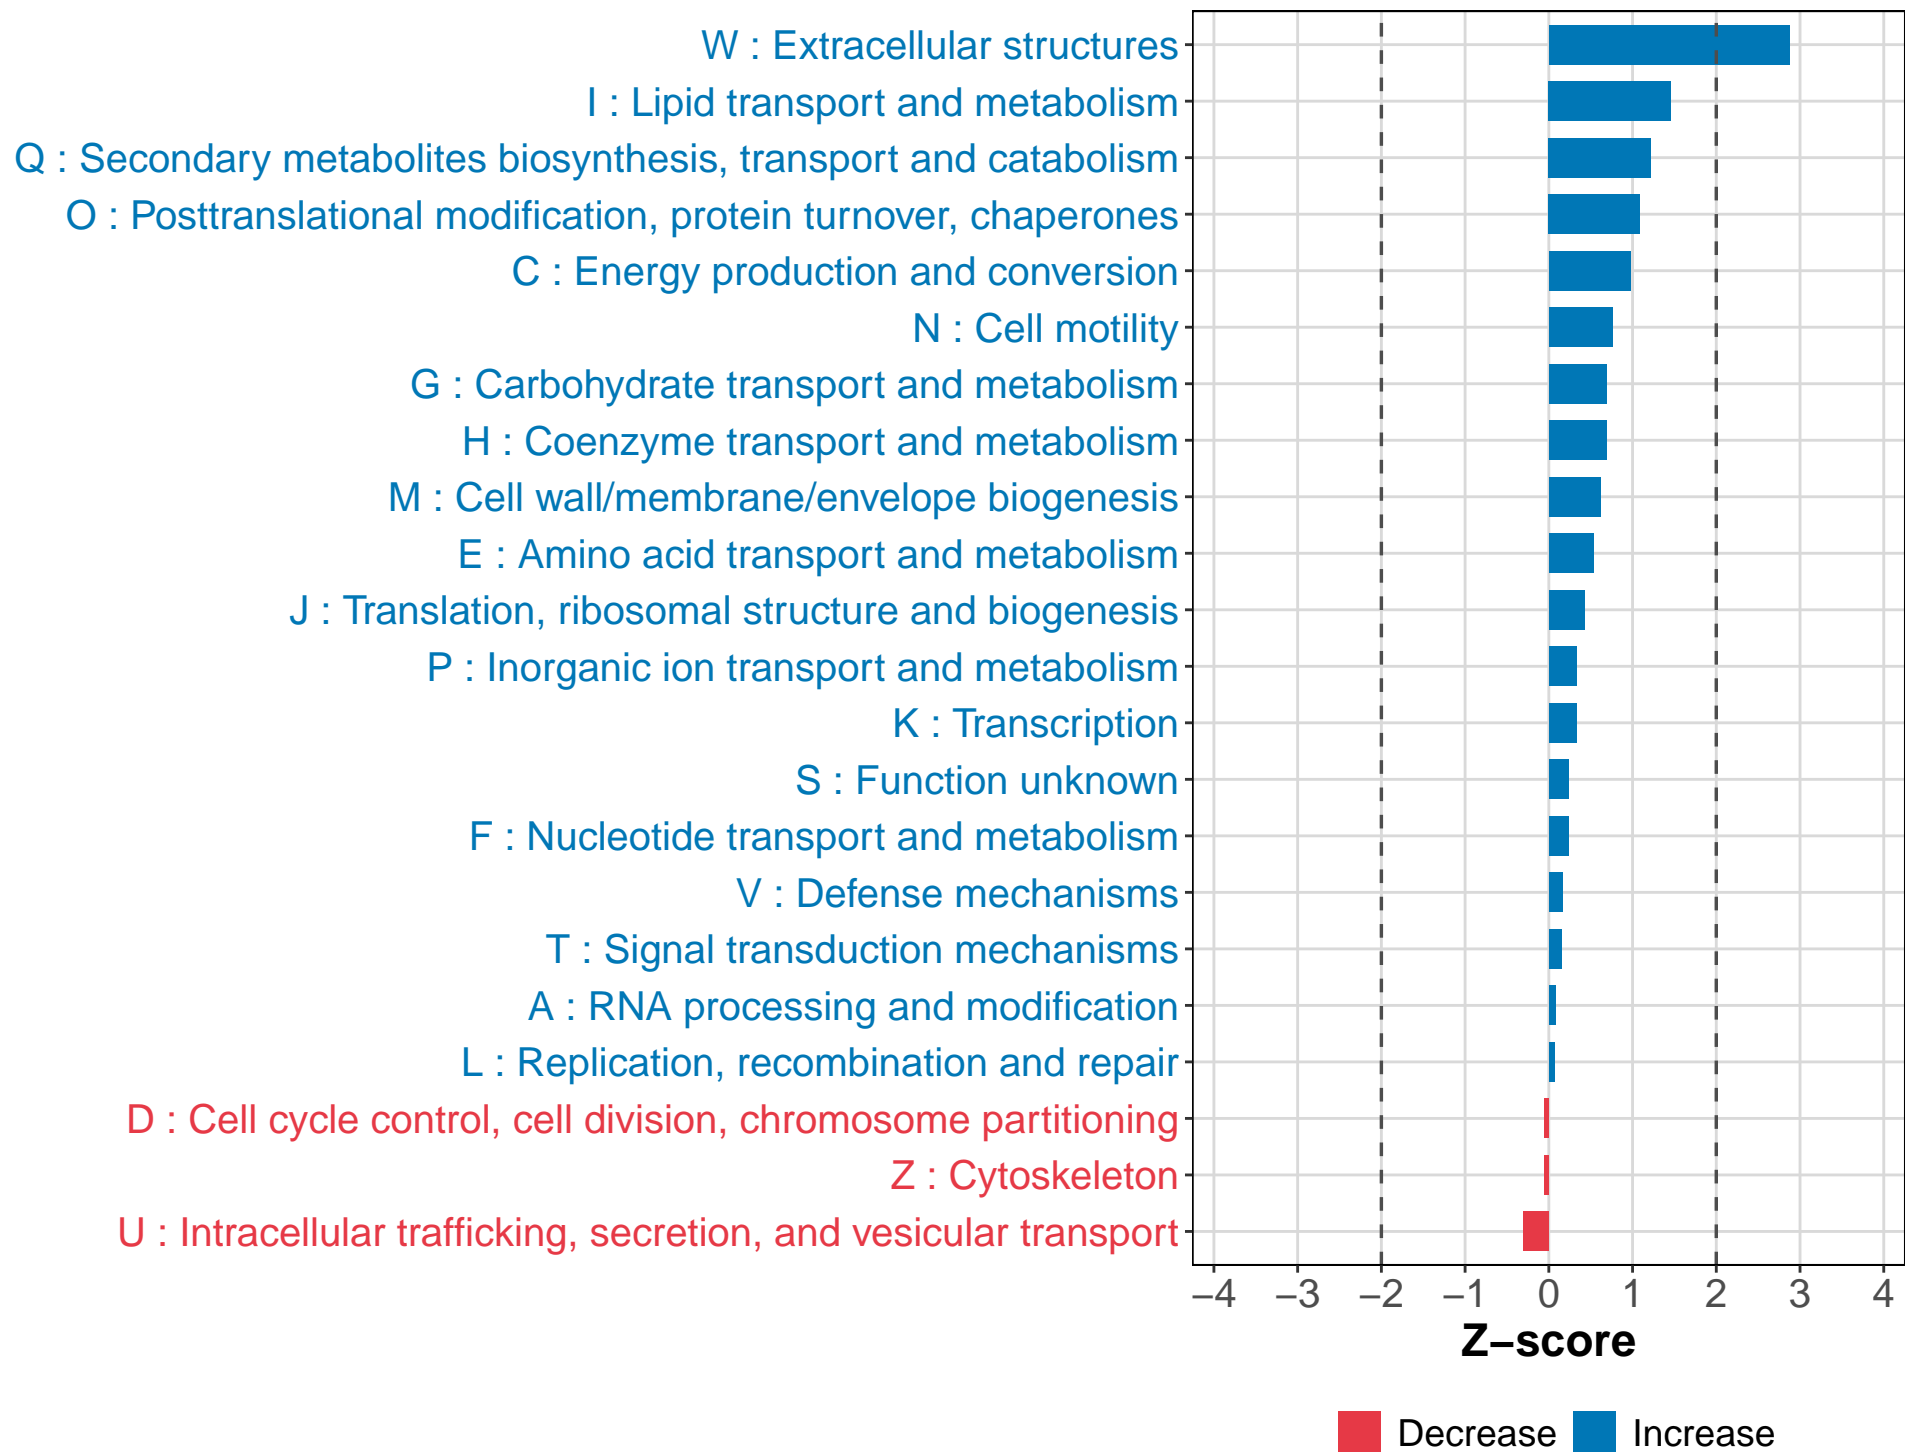 W : Extracellular structures
I : Lipid transport and metabolism
Q : Secondary metabolites biosynthesis, transport and catabolism
O : Posttranslational modification, protein turnover, chaperones
C : Energy production and conversion
N : Cell motility
G : Carbohydrate transport and metabolism
H : Coenzyme transport and metabolism
M : Cell wall/membrane/envelope biogenesis
E : Amino acid transport and metabolism
J : Translation, ribosomal structure and biogenesis
P : Inorganic ion transport and metabolism
K : Transcription
S : Function unknown
F : Nucleotide transport and metabolism
V : Defense mechanisms
T : Signal transduction mechanisms
A : RNA processing and modification
L : Replication, recombination and repair
D : Cell cycle control, cell division, chromosome partitioning
Z : Cytoskeleton
U : Intracellular trafficking, secretion, and vesicular transport
−4 −3 −2 −1 0 1 2 3 4
Z−score
Decrease Increase